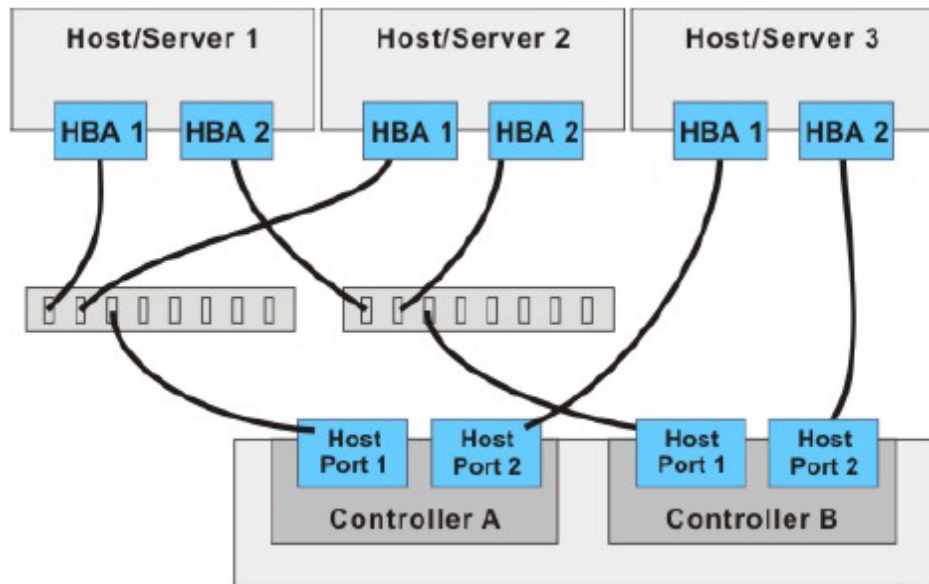 Host/Server 1 Host/Server 2 Host/Server 3
HBA 1 HBA 2 HBA 1 HBA 2 HBA 1 HBA 2
Host Port 1 Host Port 2 Host Port 1 Host Port 2
Controller A Controller B